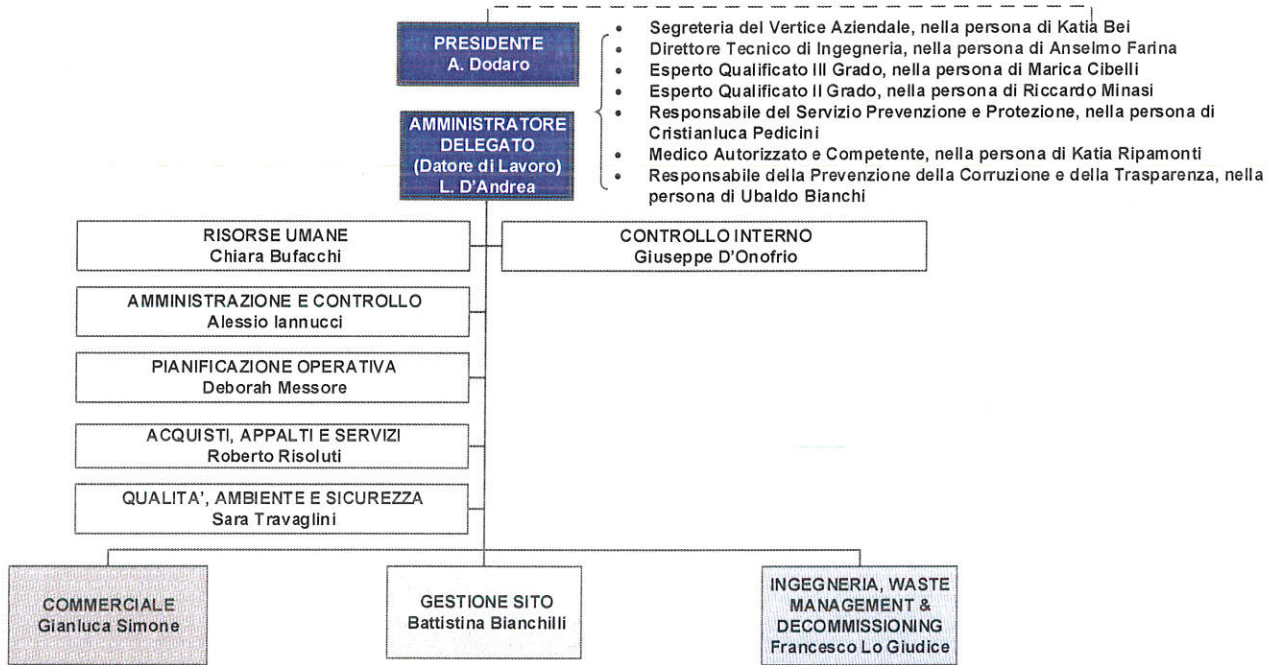 PRESIDENTE
A. Dodaro
• Segreteria del Vertice Aziendale, nella persona di Katia Bei
• Direttore Tecnico di Ingegneria, nella persona di Anselmo Farina
• Esperto Qualificato III Grado, nella persona di Marica Cibelli
• Esperto Qualificato II Grado, nella persona di Riccardo Minasi
• Responsabile del Servizio Prevenzione e Protezione, nella persona di
Cristianluca Pedicini
• Medico Autorizzato e Competente, nella persona di Katia Ripamonti
• Responsabile della Prevenzione della Corruzione e della Trasparenza, nella
persona di Ubaldo Bianchi
AMMINISTRATORE
DELEGATO
(Datore di Lavoro)
L. D'Andrea
RISORSE UMANE
Chiara Bufacchi
CONTROLLO INTERNO
Giuseppe D'Onofrio
AMMINISTRAZIONE E CONTROLLO
Alessio Iannucci
PIANIFICAZIONE OPERATIVA
Deborah Messore
ACQUISTI, APPALTI E SERVIZI
Roberto Risoluti
QUALITA', AMBIENTE E SICUREZZA
Sara Travaglini
COMMERCIALE
Gianluca Simone
GESTIONE SITO
Battistina Bianchilli
INGEGNERIA, WASTE
MANAGEMENT &
DECOMMISSIONING
Francesco Lo Giudice